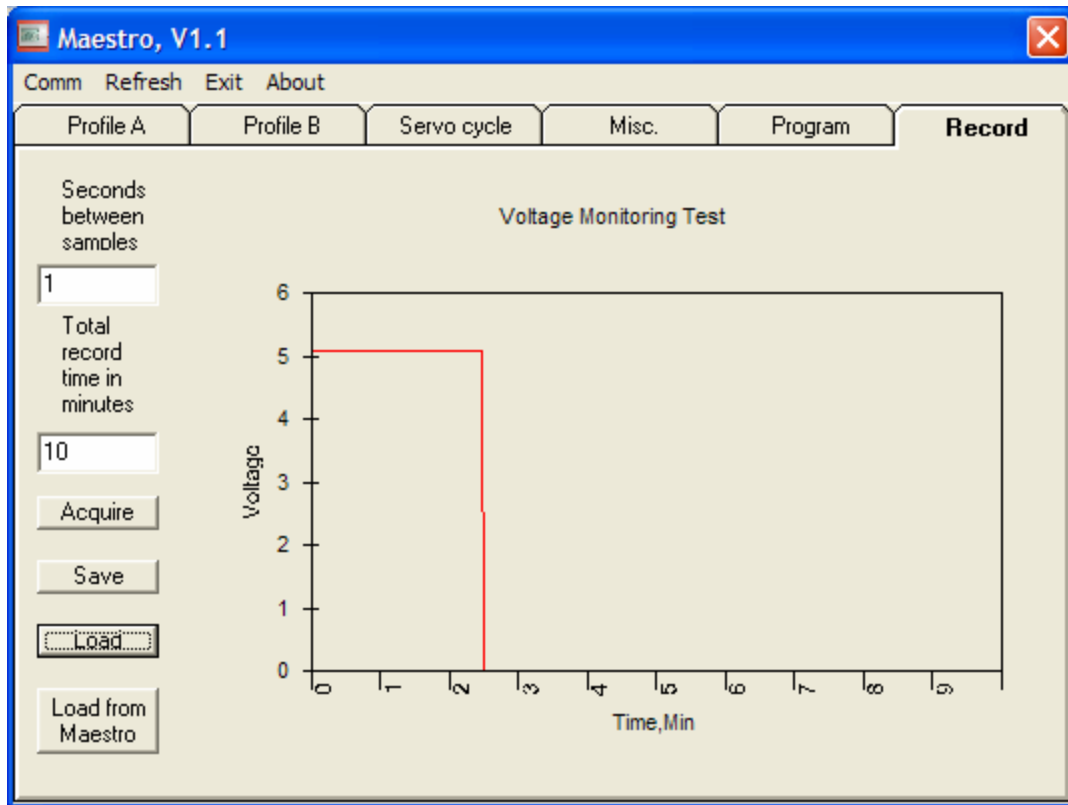 Maestro, V1.1
Comm Refresh Exit About
Profile A Profile B Servo cycle Misc. Program Record
Seconds
between
samples
1
Total
record
time in
minutes
10
Acquire
Save
Load
Load from
Maestro
Voltage Monitoring Test
6
5
4
3
2
1
0
Voltage
0 1 2 3 4 5 6 7 8 9
Time,Min